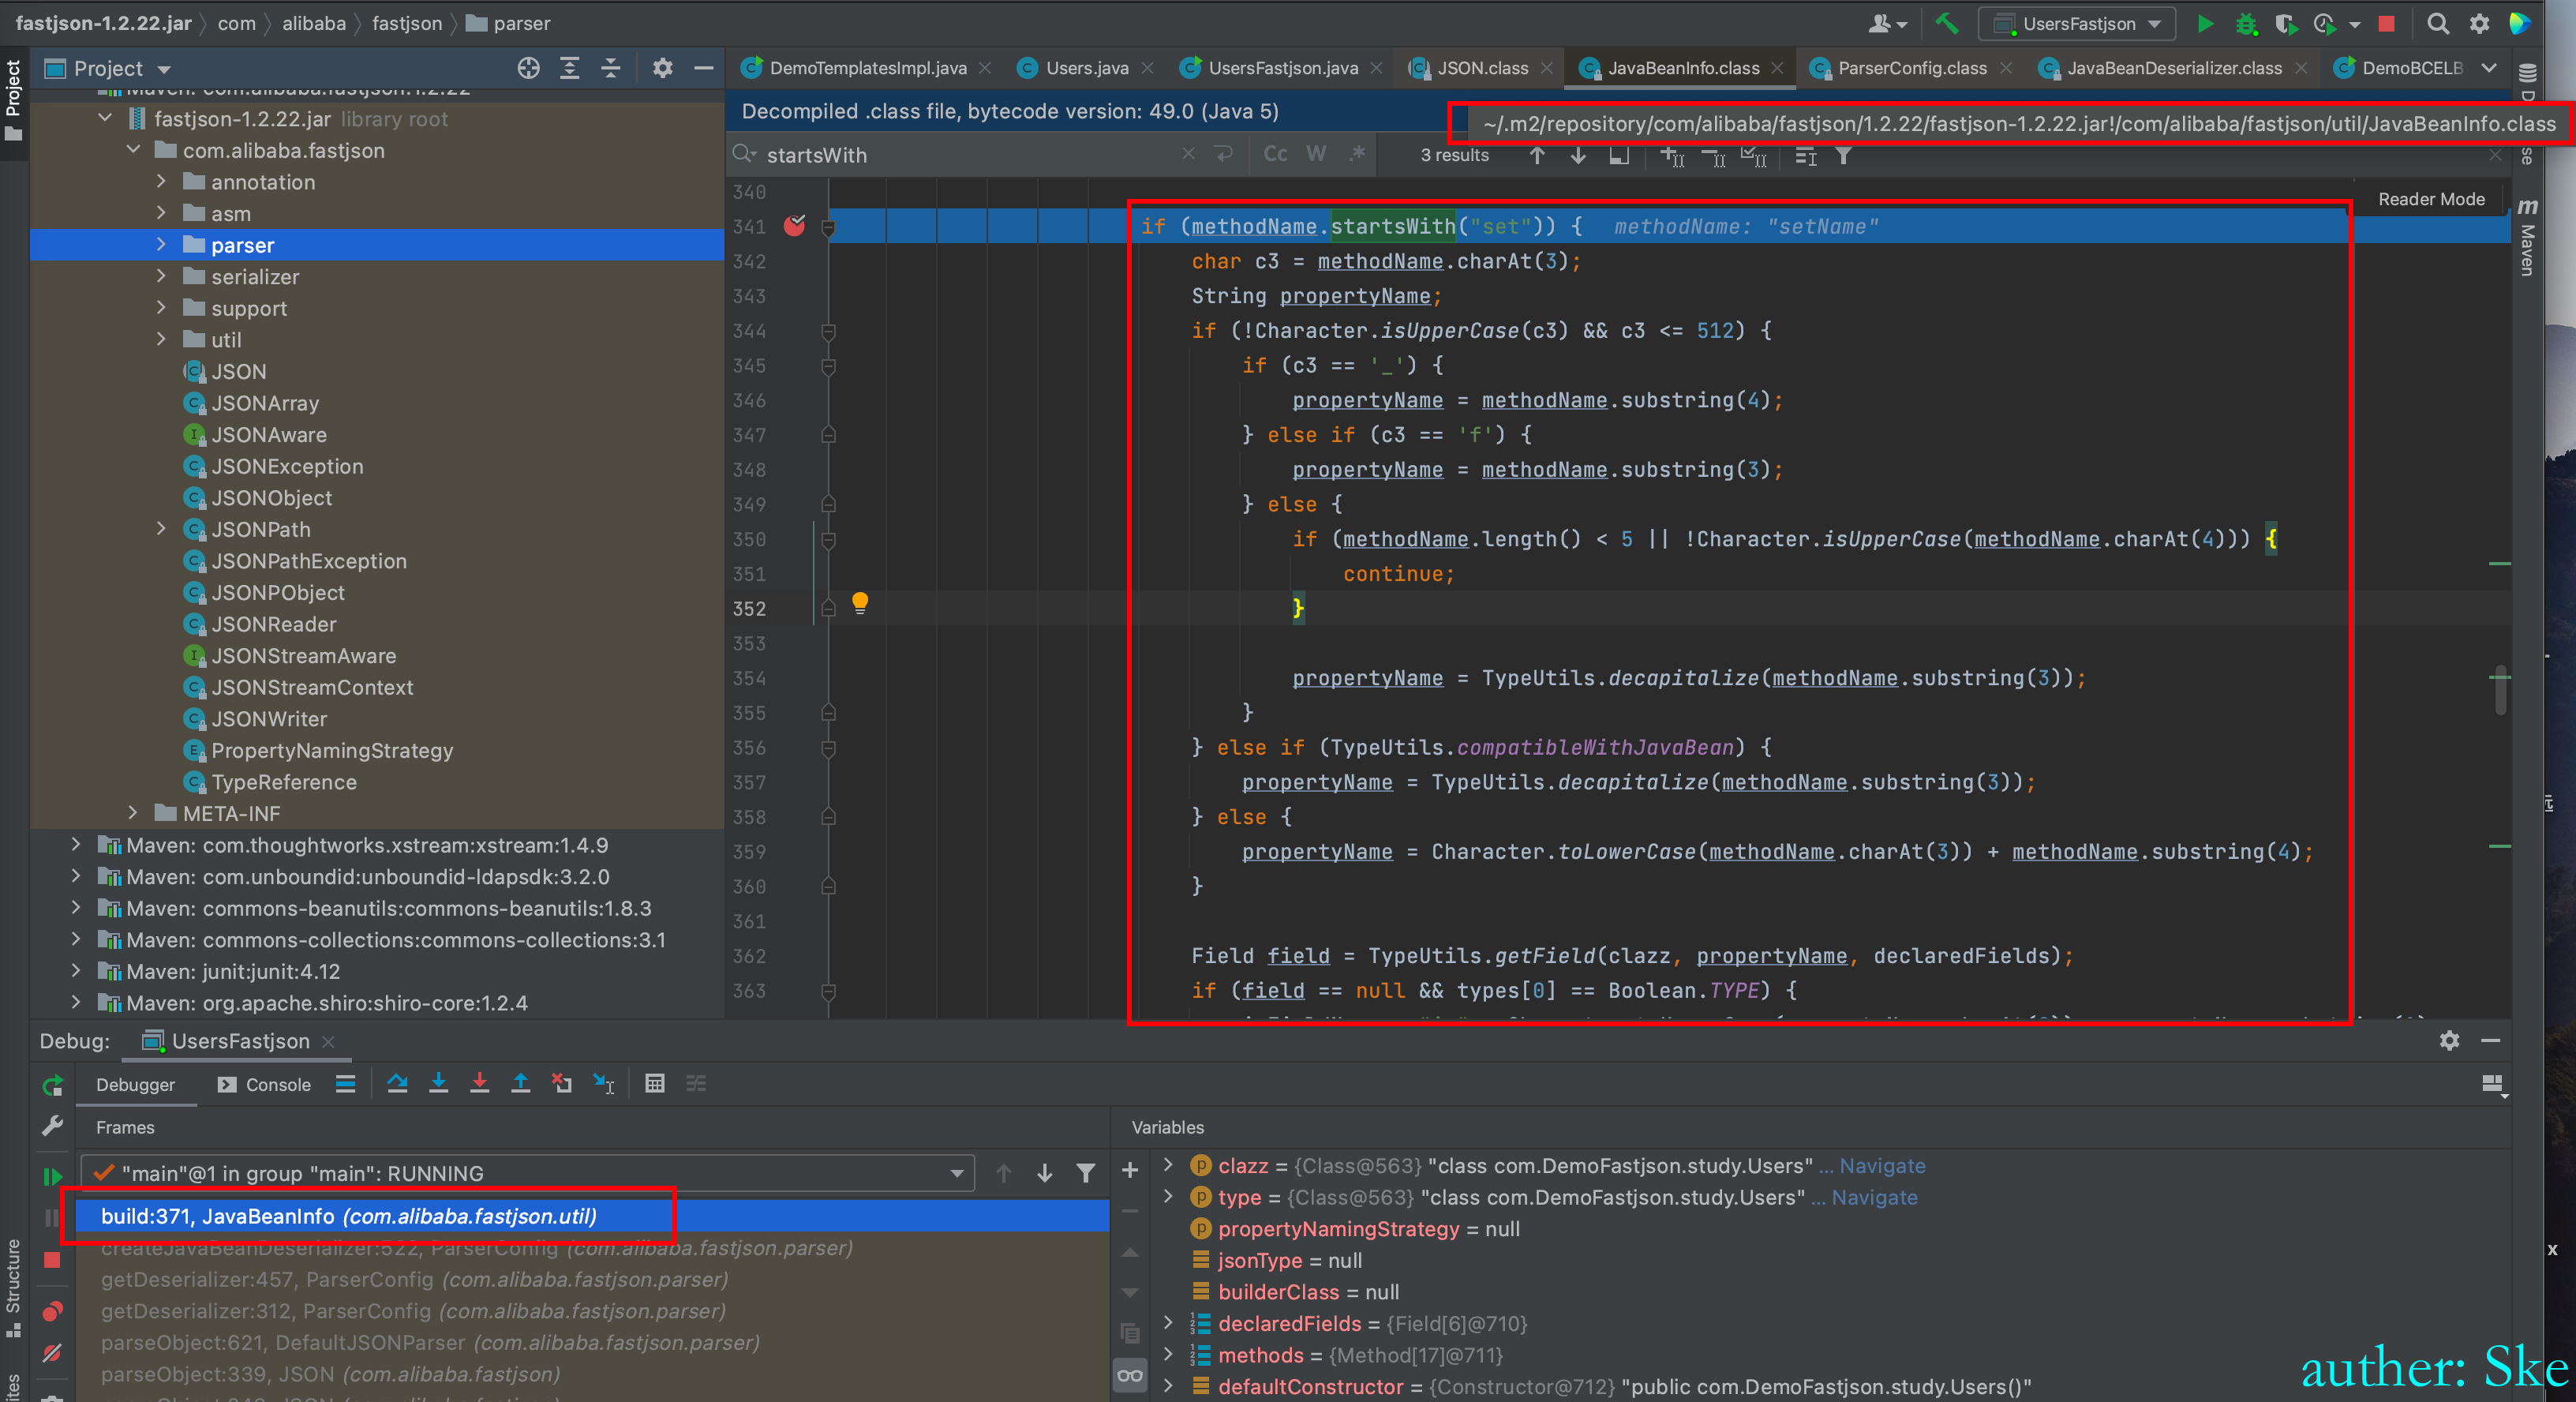 fastjson-1.2.22.jar com alibaba fastjson parser
UsersFastjson
Project
Project
DemoTemplatesImpl.java
Users.java
UsersFastjson.java
JSON.class
JavaBeanInfo.class
ParserConfig.class
JavaBeanDeserializer.class
DemoBCELB
Maven: com.alibaba:fastjson:1.2.22
fastjson-1.2.22.jar library root
com.alibaba.fastjson
annotation
asm
parser
serializer
support
util
JSON
JSONArray
JSONAware
JSONException
JSONObject
JSONPath
JSONPathException
JSONPObject
JSONReader
JSONStreamAware
JSONStreamContext
JSONWriter
PropertyNamingStrategy
TypeReference
META-INF
Maven: com.thoughtworks.xstream:xstream:1.4.9
Maven: com.unboundid:unboundid-ldapsdk:3.2.0
Maven: commons-beanutils:commons-beanutils:1.8.3
Maven: commons-collections:commons-collections:3.1
Maven: junit:junit:4.12
Maven: org.apache.shiro:shiro-core:1.2.4
Decompiled .class file, bytecode version: 49.0 (Java 5)
~/.m2/repository/com/alibaba/fastjson/1.2.22/fastjson-1.2.22.jar!/com/alibaba/fastjson/util/JavaBeanInfo.class
startsWith
Cc W .*
3 results
Reader Mode
Maven
340
341 if (methodName.startsWith("set")) { methodName: "setName"
342 char c3 = methodName.charAt(3);
343 String propertyName;
344 if (!Character.isUpperCase(c3) && c3 <= 512) {
345 if (c3 == '_') {
346 propertyName = methodName.substring(4);
347 } else if (c3 == 'f') {
348 propertyName = methodName.substring(3);
349 } else {
350 if (methodName.length() < 5 || !Character.isUpperCase(methodName.charAt(4))) {
351 continue;
352 }
353
354 propertyName = TypeUtils.decapitalize(methodName.substring(3));
355 }
356 } else if (TypeUtils.compatibleWithJavaBean) {
357 propertyName = TypeUtils.decapitalize(methodName.substring(3));
358 } else {
359 propertyName = Character.toLowerCase(methodName.charAt(3)) + methodName.substring(4);
360 }
361
362 Field field = TypeUtils.getField(clazz, propertyName, declaredFields);
363 if (field == null && types[0] == Boolean.TYPE) {
Debug: UsersFastjson
Debugger Console
Frames
"main"@1 in group "main": RUNNING
build:371, JavaBeanInfo (com.alibaba.fastjson.util)
createJavaBeanDeserializer:522, ParserConfig (com.alibaba.fastjson.parser)
getDeserializer:457, ParserConfig (com.alibaba.fastjson.parser)
getDeserializer:312, ParserConfig (com.alibaba.fastjson.parser)
parseObject:621, DefaultJSONParser (com.alibaba.fastjson.parser)
parseObject:339, JSON (com.alibaba.fastjson)
Structure
Variables
clazz = {Class@563} "class com.DemoFastjson.study.Users" ... Navigate
type = {Class@563} "class com.DemoFastjson.study.Users" ... Navigate
propertyNamingStrategy = null
jsonType = null
builderClass = null
declaredFields = {Field[6]@710}
methods = {Method[17]@711}
defaultConstructor = {Constructor@712} "public com.DemoFastjson.study.Users()"
auther: Ske